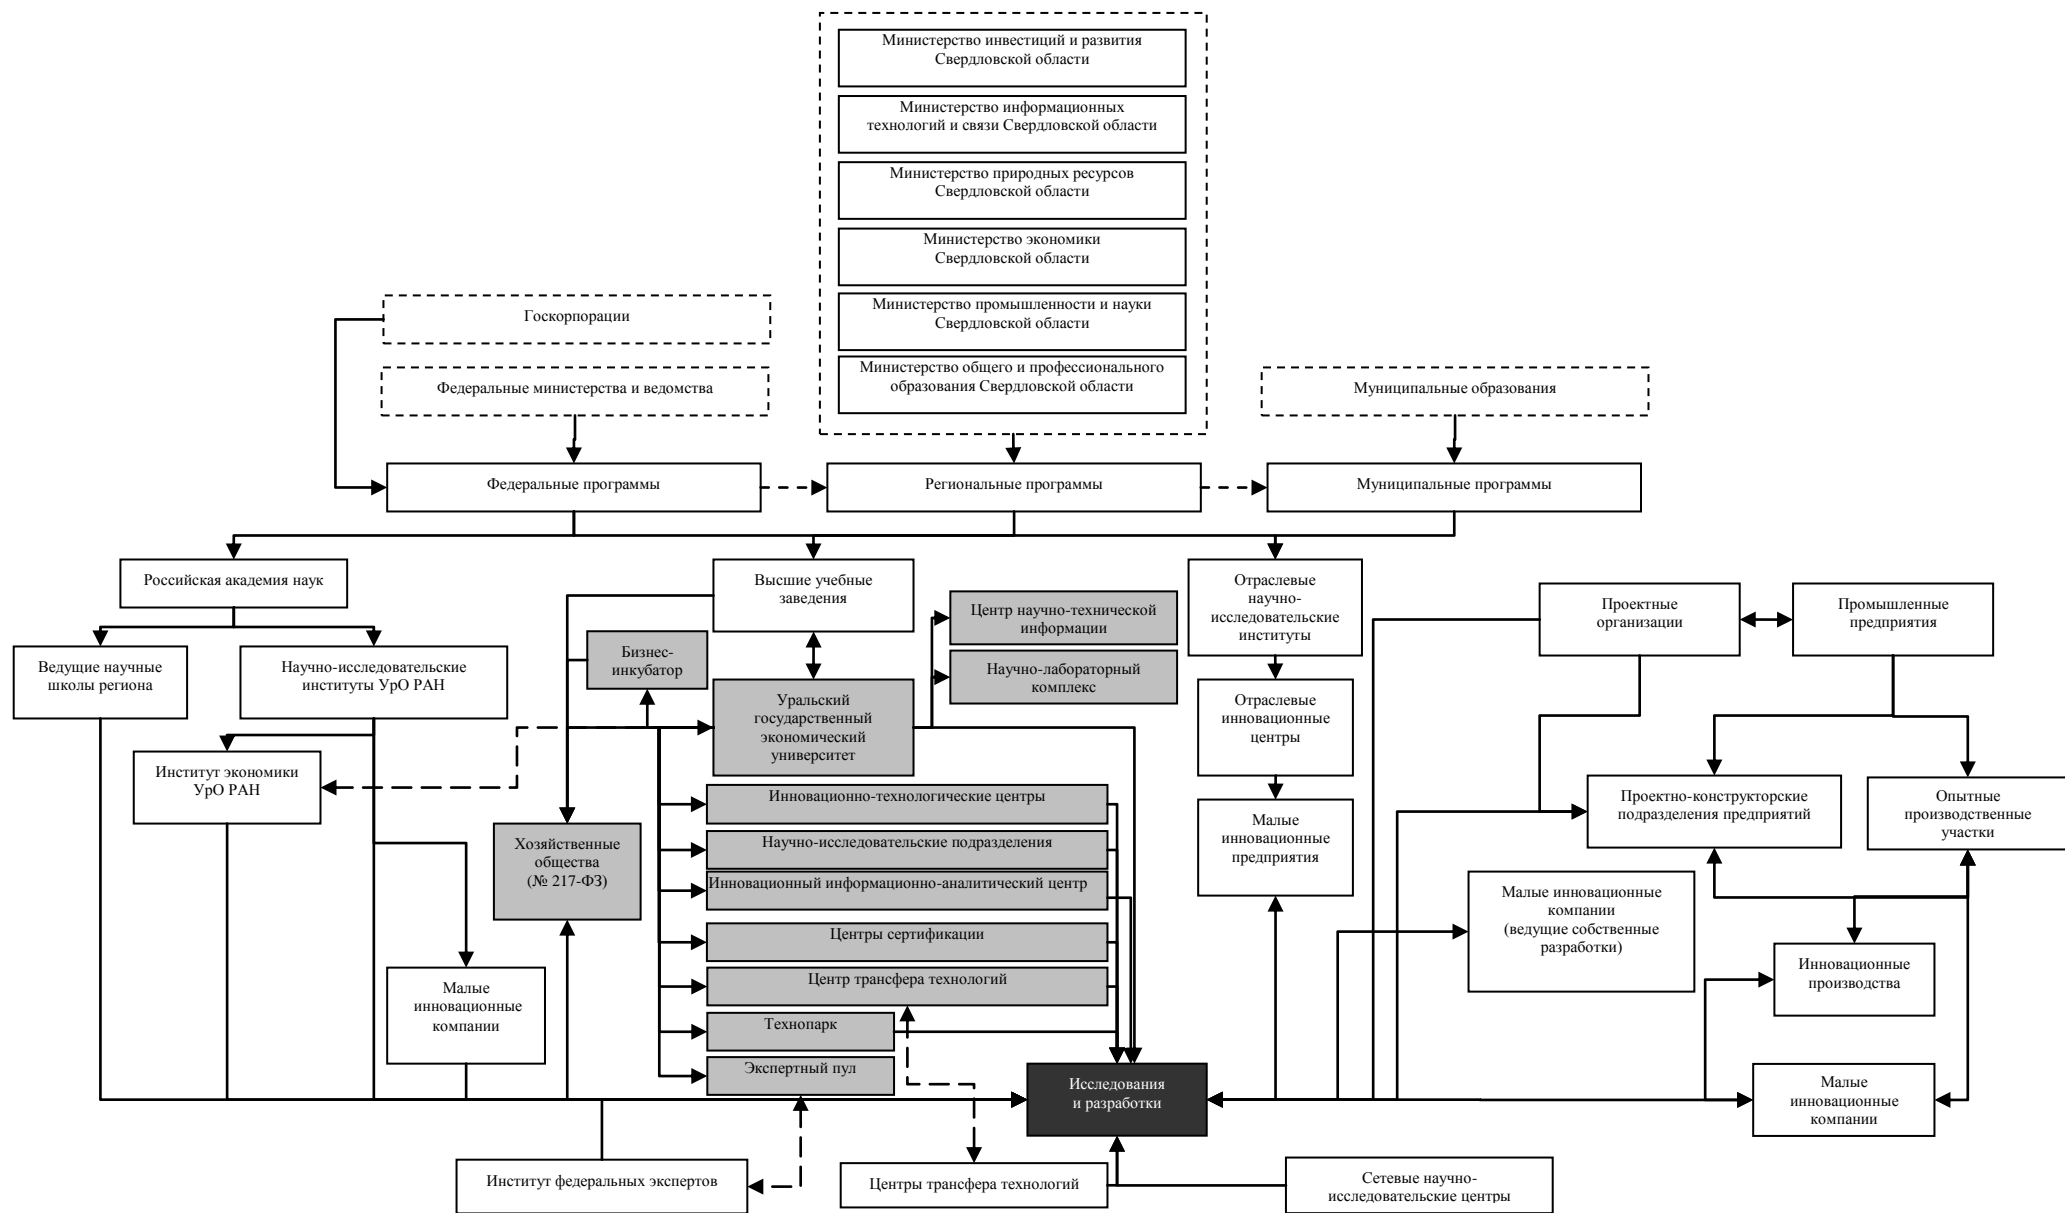 Министерство инвестиций и развития
Свердловской области
Министерство информационных
технологий и связи Свердловской области
Министерство природных ресурсов
Свердловской области
Министерство экономики
Свердловской области
Министерство промышленности и науки
Свердловской области
Министерство общего и профессионального
образования Свердловской области
Госкорпорации
Федеральные министерства и ведомства
Муниципальные образования
Федеральные программы
Региональные программы
Муниципальные программы
Российская академия наук
Высшие учебные
заведения
Отраслевые
научно-
исследовательские
институты
Проектные
организации
Промышленные
предприятия
Центр научно-технической
информации
Научно-лабораторный
комплекс
Бизнес-
инкубатор
Ведущие научные
школы региона
Научно-исследовательские
институты УрО РАН
Уральский
государственный
экономический
университет
Отраслевые
инновационные
центры
Институт экономики
УрО РАН
Инновационно-технологические центры
Научно-исследовательские подразделения
Инновационный информационно-аналитический центр
Центры сертификации
Центр трансфера технологий
Технопарк
Экспертный пул
Хозяйственные
общества
(№ 217-ФЗ)
Малые
инновационные
предприятия
Проектно-конструкторские
подразделения предприятий
Опытные
производственные
участки
Малые инновационные
компании
(ведущие собственные
разработки)
Инновационные
производства
Малые
инновационные
компании
Исследования
и разработки
Малые
инновационные
компании
Институт федеральных экспертов
Центры трансфера технологий
Сетевые научно-
исследовательские центры